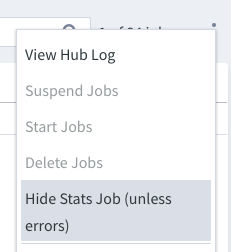 View Hub Log
Suspend Jobs
Start Jobs
Delete Jobs
Hide Stats Job (unless
errors)